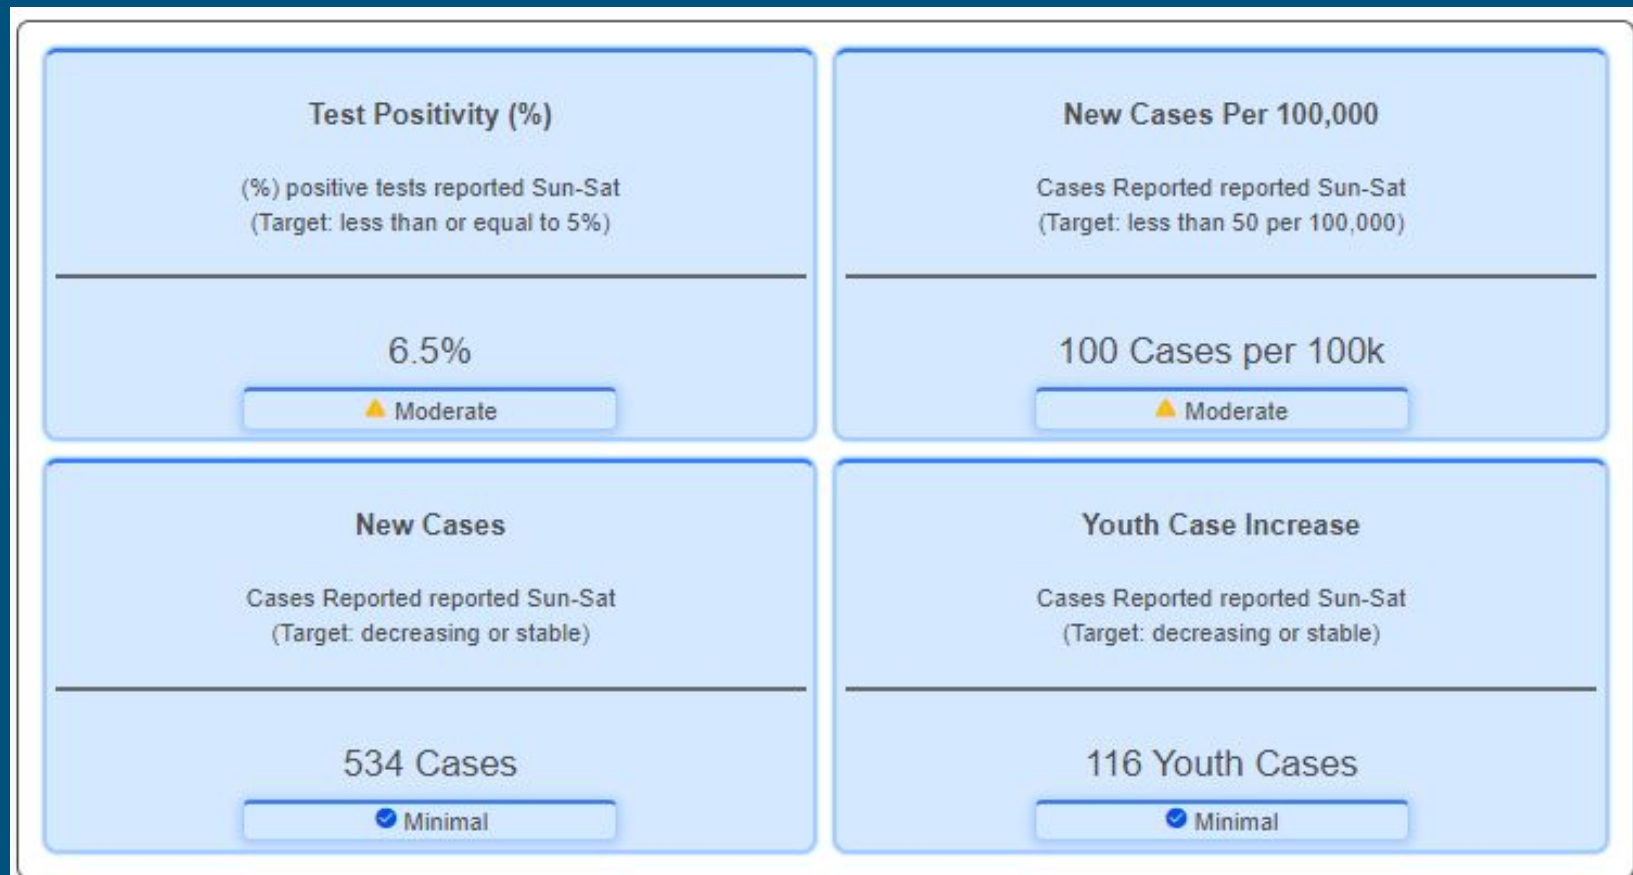 Test Positivity (%)
(%) positive tests reported Sun-Sat
(Target: less than or equal to 5%)
6.5%
Moderate
New Cases Per 100,000
Cases Reported reported Sun-Sat
(Target: less than 50 per 100,000)
100 Cases per 100k
Moderate
New Cases
Cases Reported reported Sun-Sat
(Target: decreasing or stable)
534 Cases
Minimal
Youth Case Increase
Cases Reported reported Sun-Sat
(Target: decreasing or stable)
116 Youth Cases
Minimal